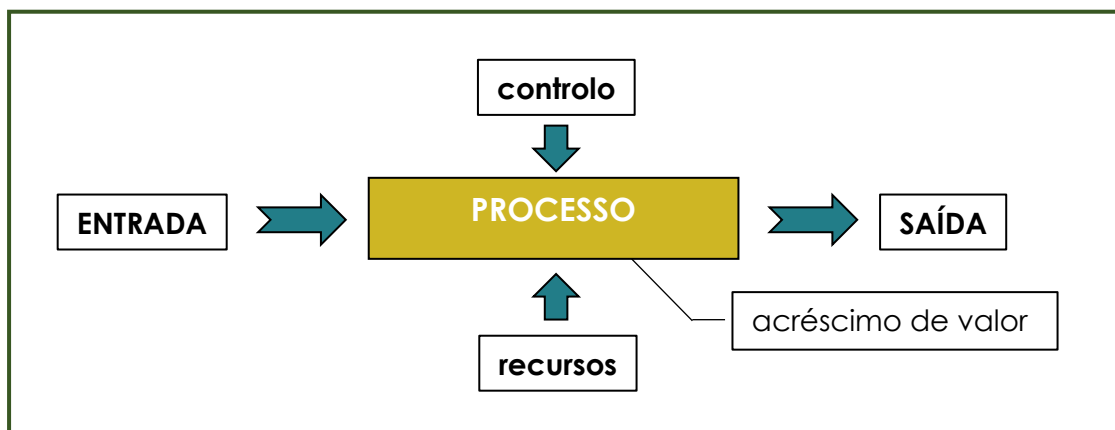 controlo
ENTRADA
PROCESSO
SAÍDA
acréscimo de valor
recursos